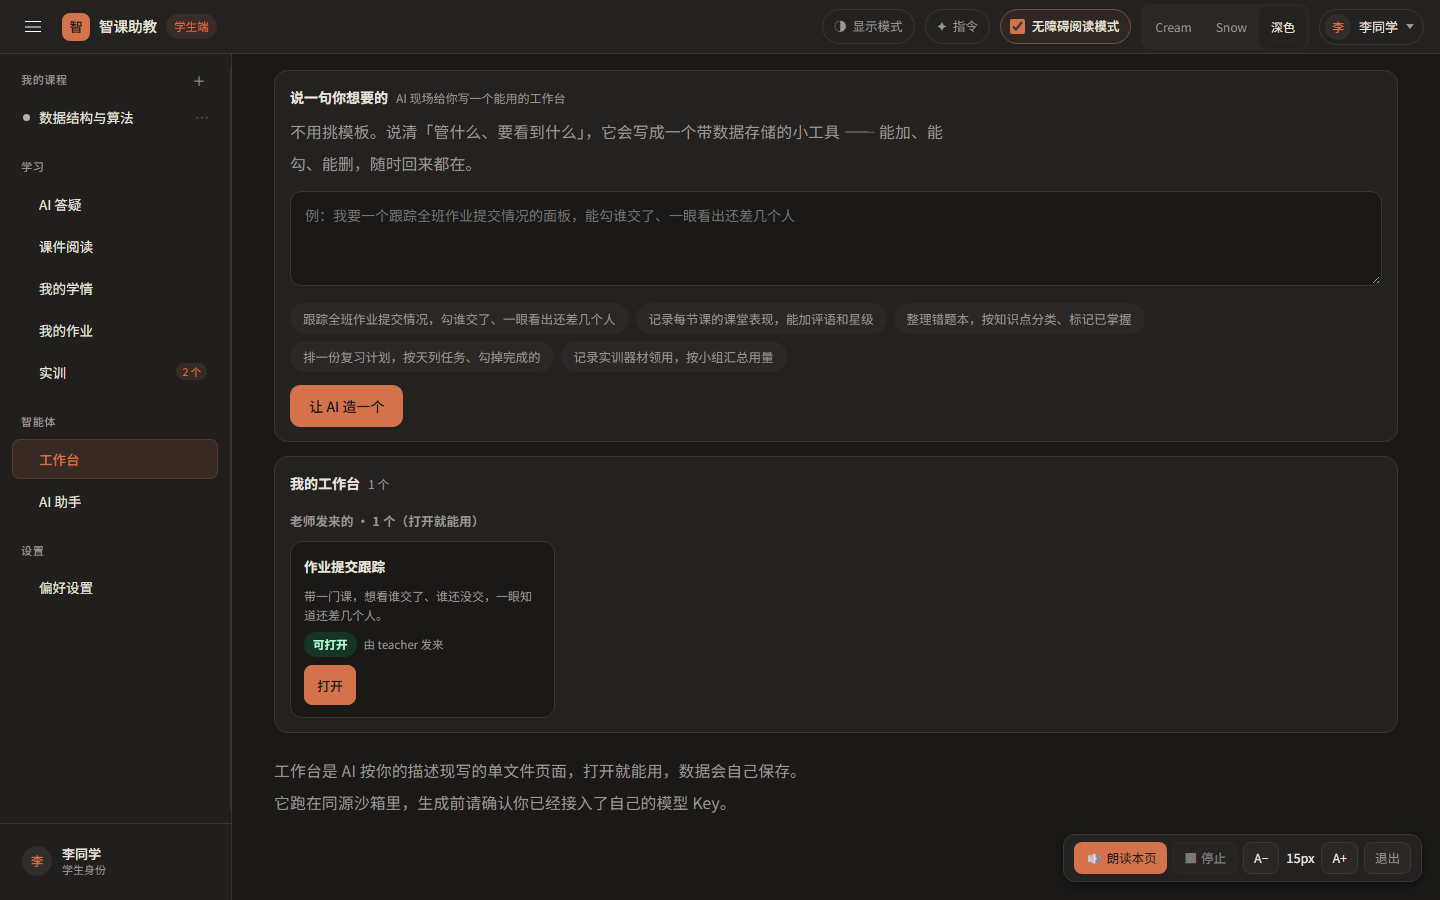 智 智课助教 学生端
显示模式 指令 无障碍阅读模式 Cream Snow 深色 李 李同学
我的课程 +
数据结构与算法 ···
学习
AI 答疑
课件阅读
我的学情
我的作业
实训 2 个
智能体
工作台
AI 助手
设置
偏好设置
李 李同学
学生身份
说一句你想要的 AI 现场给你写一个能用的工作台
不用挑模板。说清「管什么、要看到什么」，它会写成一个带数据存储的小工具 —— 能加、能
勾、能删，随时回来都在。
例：我要一个跟踪全班作业提交情况的面板，能勾谁交了、一眼看出还差几个人
跟踪全班作业提交情况，勾谁交了、一眼看出还差几个人 记录每节课的课堂表现，能加评语和星级 整理错题本，按知识点分类、标记已掌握
排一份复习计划，按天列任务、勾掉完成的 记录实训器材领用，按小组汇总用量
让 AI 造一个
我的工作台 1 个
老师发来的 · 1 个（打开就能用）
作业提交跟踪
带一门课，想看谁交了、谁还没交，一眼知
道还差几个人。
可打开 由 teacher 发来
打开
工作台是 AI 按你的描述现写的单文件页面，打开就能用，数据会自己保存。
它跑在同源沙箱里，生成前请确认你已经接入了自己的模型 Key。
朗读本页 停止 A− 15px A+ 退出